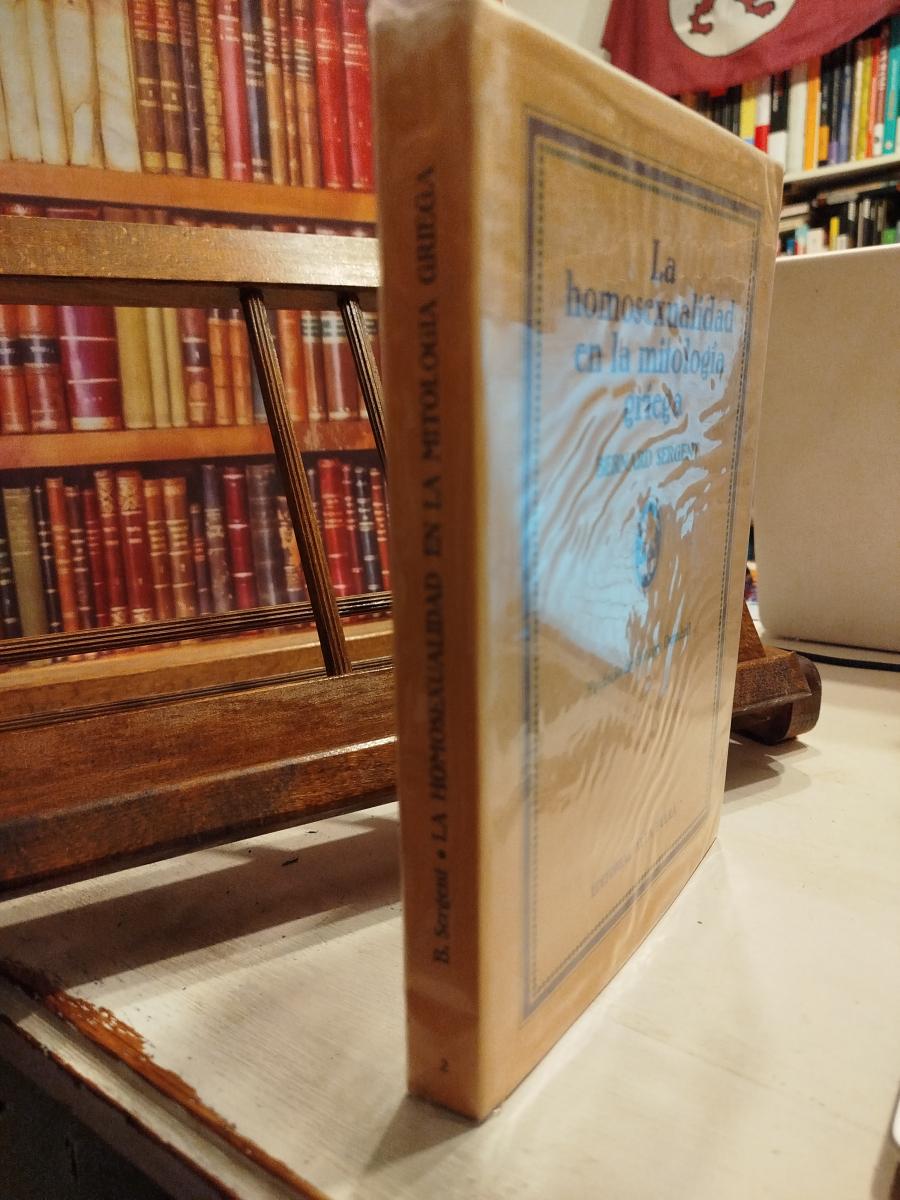 B. Sergent • LA HOMOSEXUALIDAD EN LA MITOLOGIA GRIEGA
2
La
homosexualidad
en la mitología
griega
BERNARD SERGENT